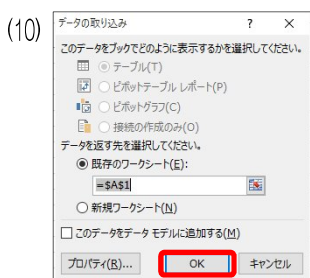 (10)
データの取り込み ? ×
このデータをブックでどのように表示するかを選択してください。
テーブル(T)
ピボットテーブル レポート(P)
ピボットグラフ(C)
接続の作成のみ(O)
データを返す先を選択してください。
既存のワークシート(E):
=$A$1
新規ワークシート(N)
このデータをデータ モデルに追加する(M)
プロパティ(R)... OK キャンセル